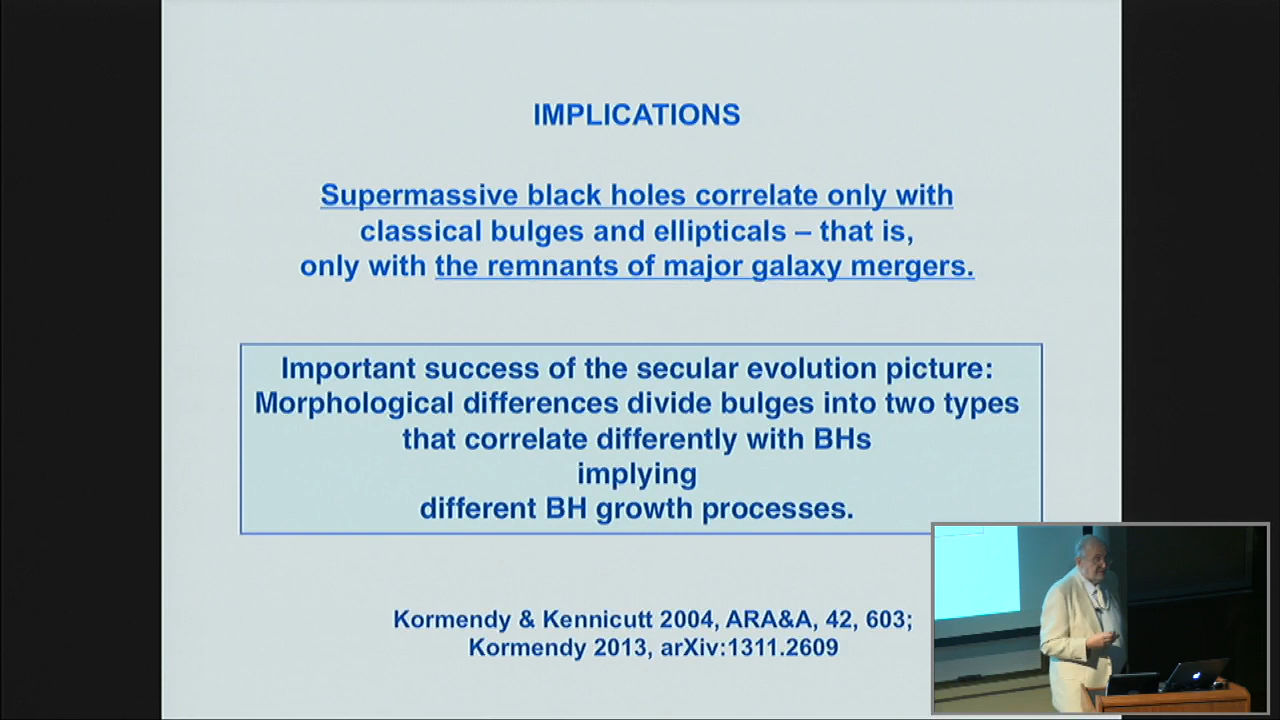 IMPLICATIONS
Supermassive black holes correlate only with
classical bulges and ellipticals – that is,
only with the remnants of major galaxy mergers.
Important success of the secular evolution picture:
Morphological differences divide bulges into two types
that correlate differently with BHs
implying
different BH growth processes.
Kormendy & Kennicutt 2004, ARA&A, 42, 603;
Kormendy 2013, arXiv:1311.2609